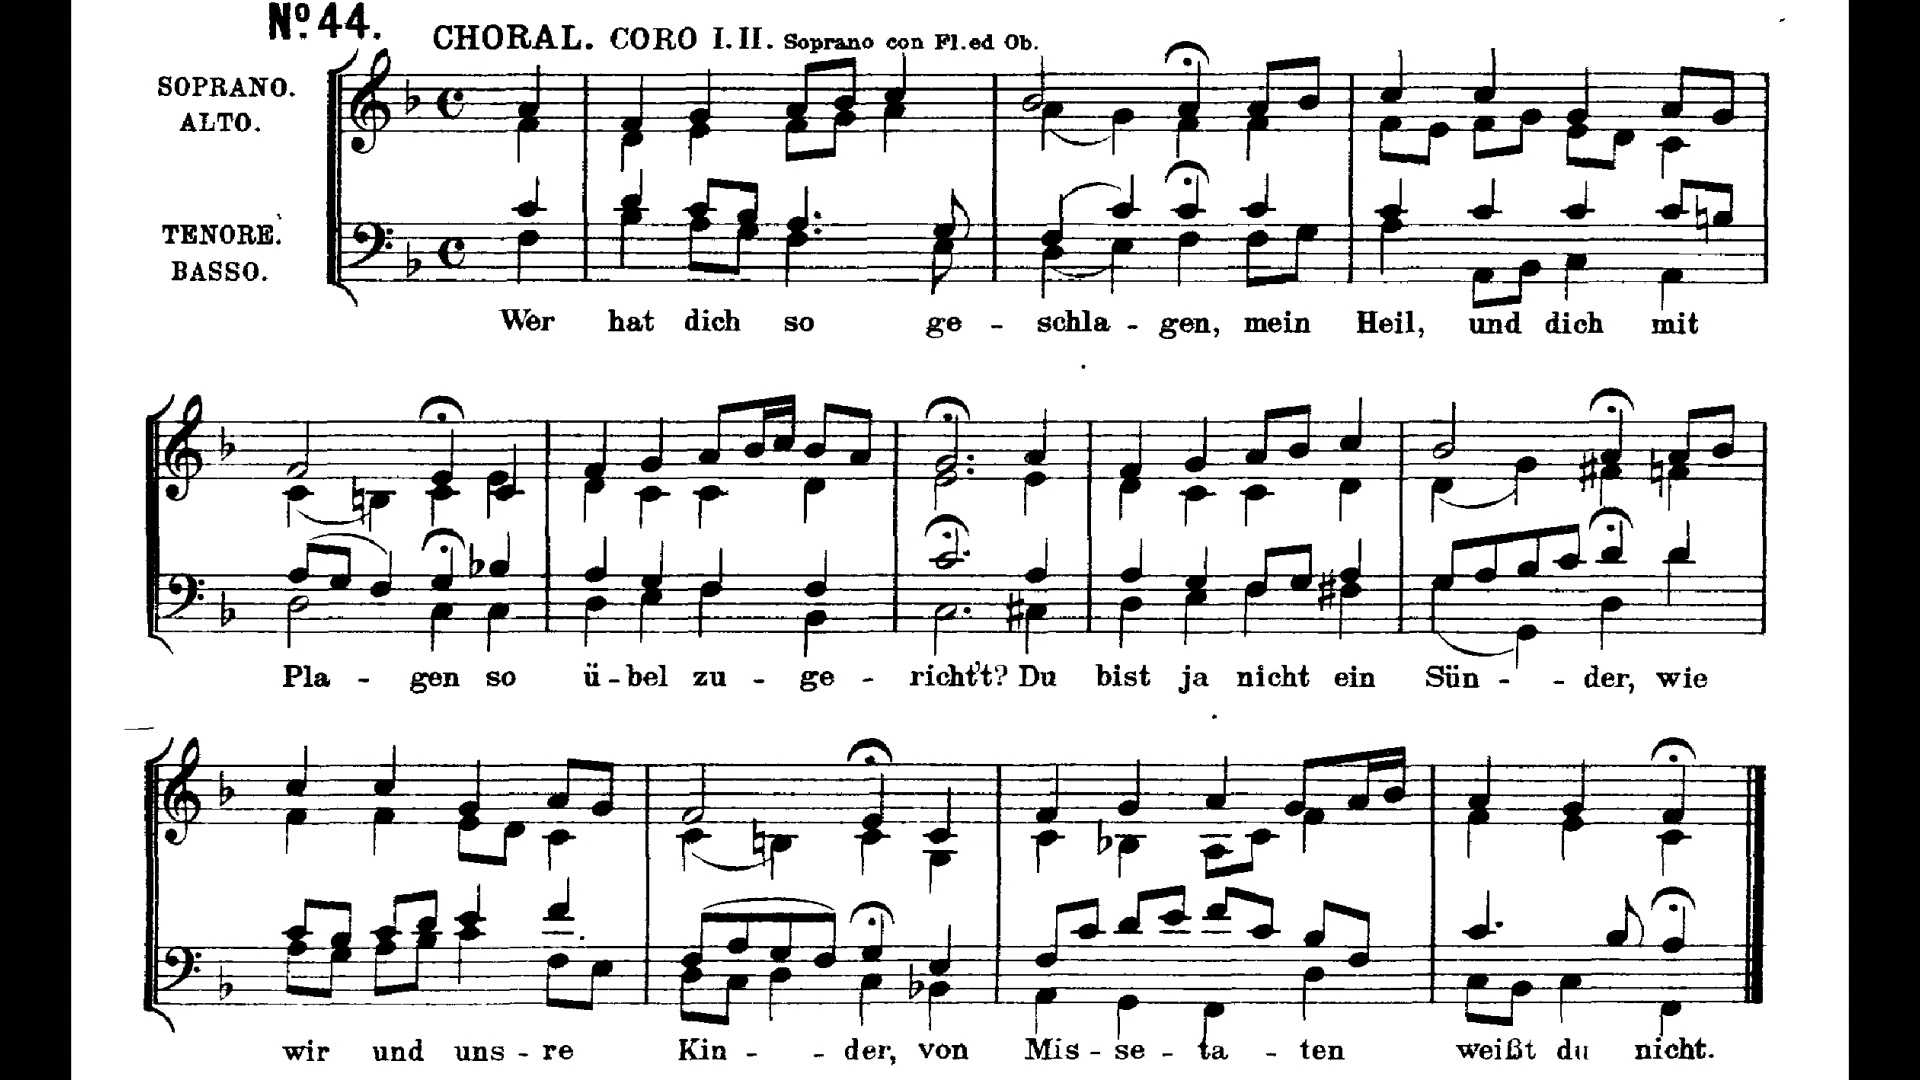 Nº 44.
CHORAL. CORO I. II. Soprano con Fl. ed Ob.
SOPRANO.
ALTO.
TENORE.
BASSO.
Wer hat dich so ge - schla - gen, mein Heil, und dich mit
Pla - gen so ü - bel zu - ge - richt't? Du bist ja nicht ein Sün - - der, wie
wir und uns - re Kin - - der, von Mis - se - ta - ten weißt du nicht.